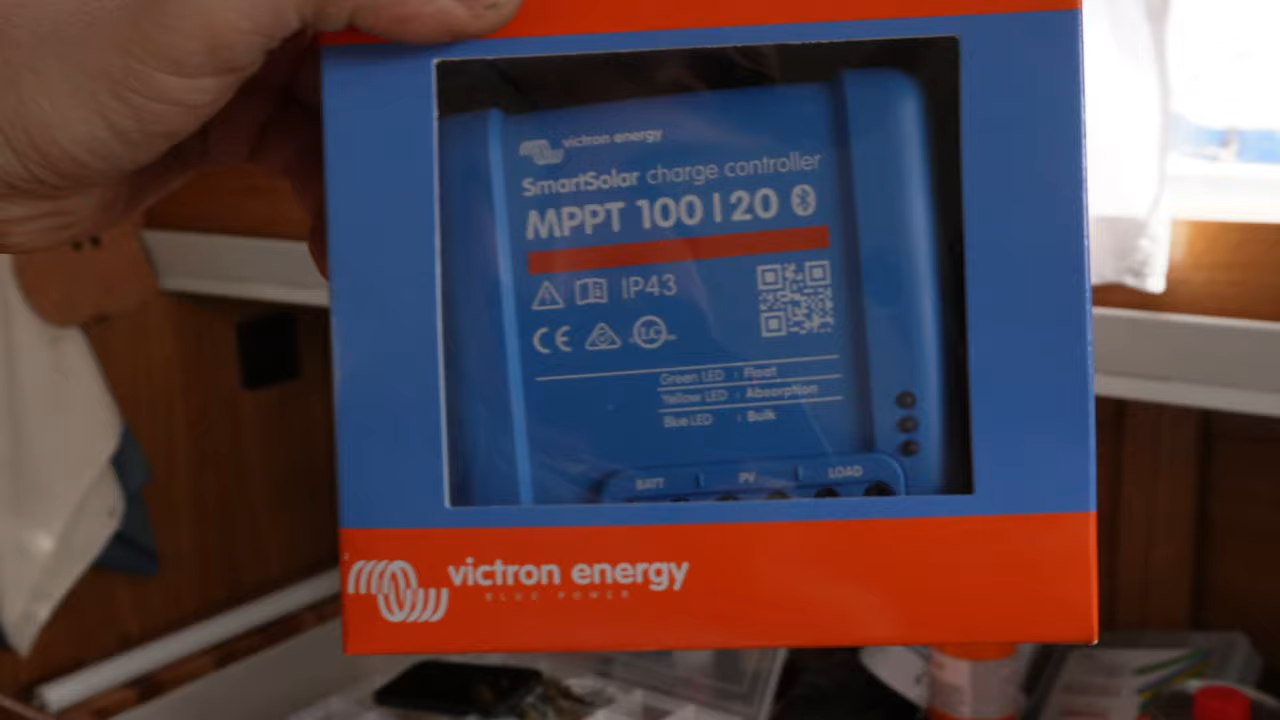 victron energy
SmartSolar charge controller
MPPT 100 | 20
IP43
CE
Green LED : Float
Yellow LED : Absorption
Blue LED : Bulk
BATT | PV | LOAD
victron energy
BLUE POWER